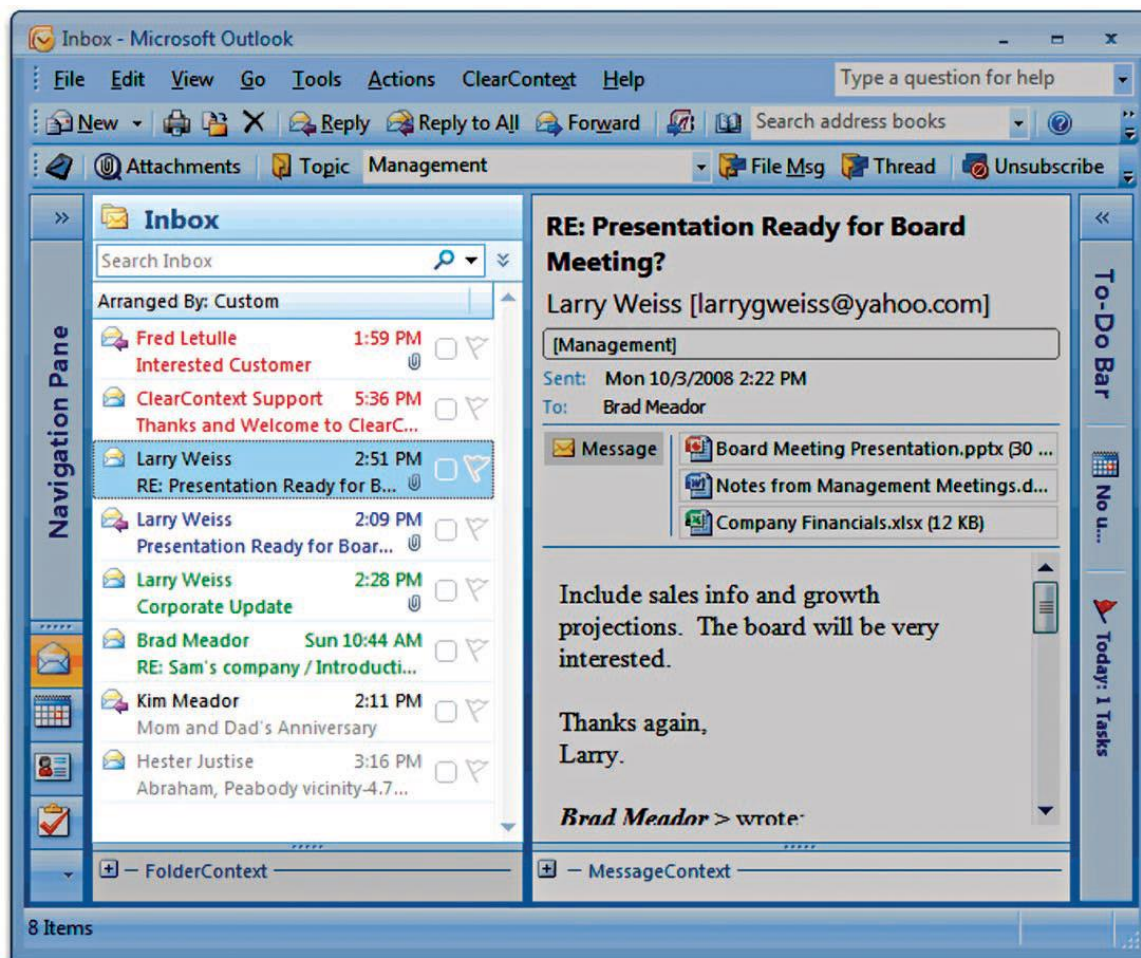 Inbox - Microsoft Outlook
File Edit View Go Tools Actions ClearContext Help Type a question for help
New Reply Reply to All Forward Search address books
Attachments Topic Management File Msg Thread Unsubscribe
Navigation Pane
Inbox
Search Inbox
Arranged By: Custom
Fred Letulle 1:59 PM
Interested Customer
ClearContext Support 5:36 PM
Thanks and Welcome to ClearC...
Larry Weiss 2:51 PM
RE: Presentation Ready for B...
Larry Weiss 2:09 PM
Presentation Ready for Boar...
Larry Weiss 2:28 PM
Corporate Update
Brad Meador Sun 10:44 AM
RE: Sam's company / Introducti...
Kim Meador 2:11 PM
Mom and Dad's Anniversary
Hester Justise 3:16 PM
Abraham, Peabody vicinity-4.7...
FolderContext
RE: Presentation Ready for Board
Meeting?
Larry Weiss [larrygweiss@yahoo.com]
[Management]
Sent: Mon 10/3/2008 2:22 PM
To: Brad Meador
Message
Board Meeting Presentation.pptx (30 ...
Notes from Management Meetings.d...
Company Financials.xlsx (12 KB)
Include sales info and growth
projections. The board will be very
interested.
Thanks again,
Larry.
Brad Meador > wrote:
MessageContext
To-Do Bar
No u...
Today: 1 Tasks
8 Items